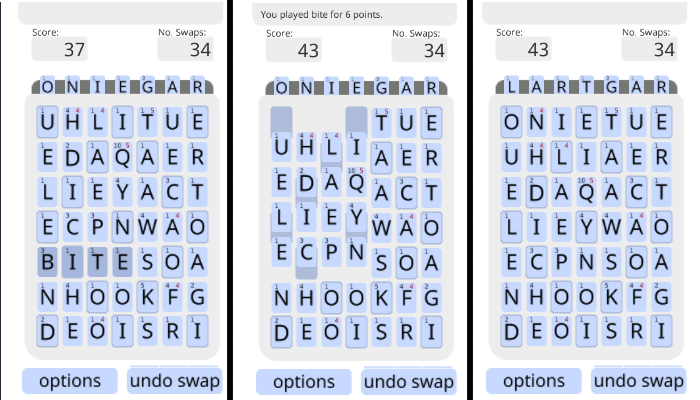 Score: No. Swaps:
37 34
O N I E G A R
U H L I T U E
E D A Q A E R
L I E Y A C T
E C P N W A O
B I T E S O A
N H O O K F G
D E O I S R I
options undo swap
You played bite for 6 points.
Score: No. Swaps:
43 34
O N I E G A R
T U E
U H L I
A E R
E D A Q
A C T
L I E Y
W A O
E C P N
S O A
N H O O K F G
D E O I S R I
options undo swap
Score: No. Swaps:
43 34
L A R T G A R
O N I E T U E
U H L I A E R
E D A Q A C T
L I E Y W A O
E C P N S O A
N H O O K F G
D E O I S R I
options undo swap